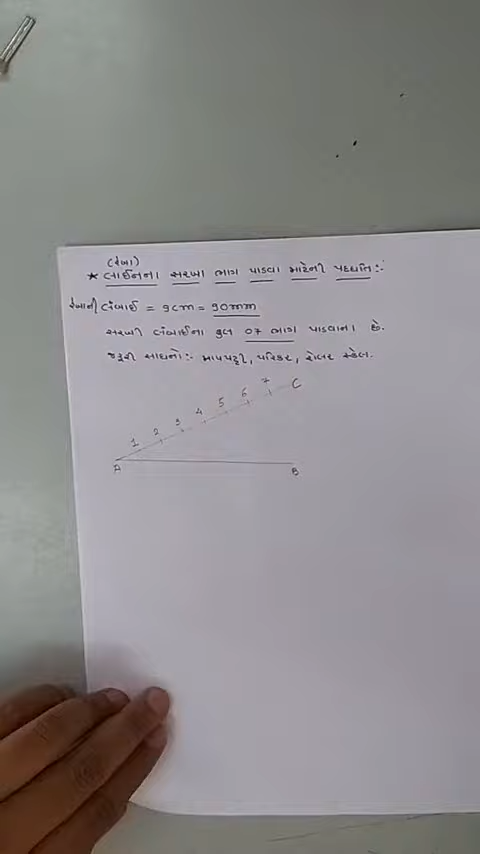 (રેખા)
★ લાઈનના સરખા ભાગ પાડવા માટેની પદ્ધતિ:-
રેખાની લંબાઈ = 9cm = 90mm
સરખી લંબાઈના કુલ 07 ભાગ પાડવાના છે.
જરૂરી સાધનો:- માપપટ્ટી, પરિકર, રોલર સ્કેલ.
1 2 3 4 5 6 7 C
A B